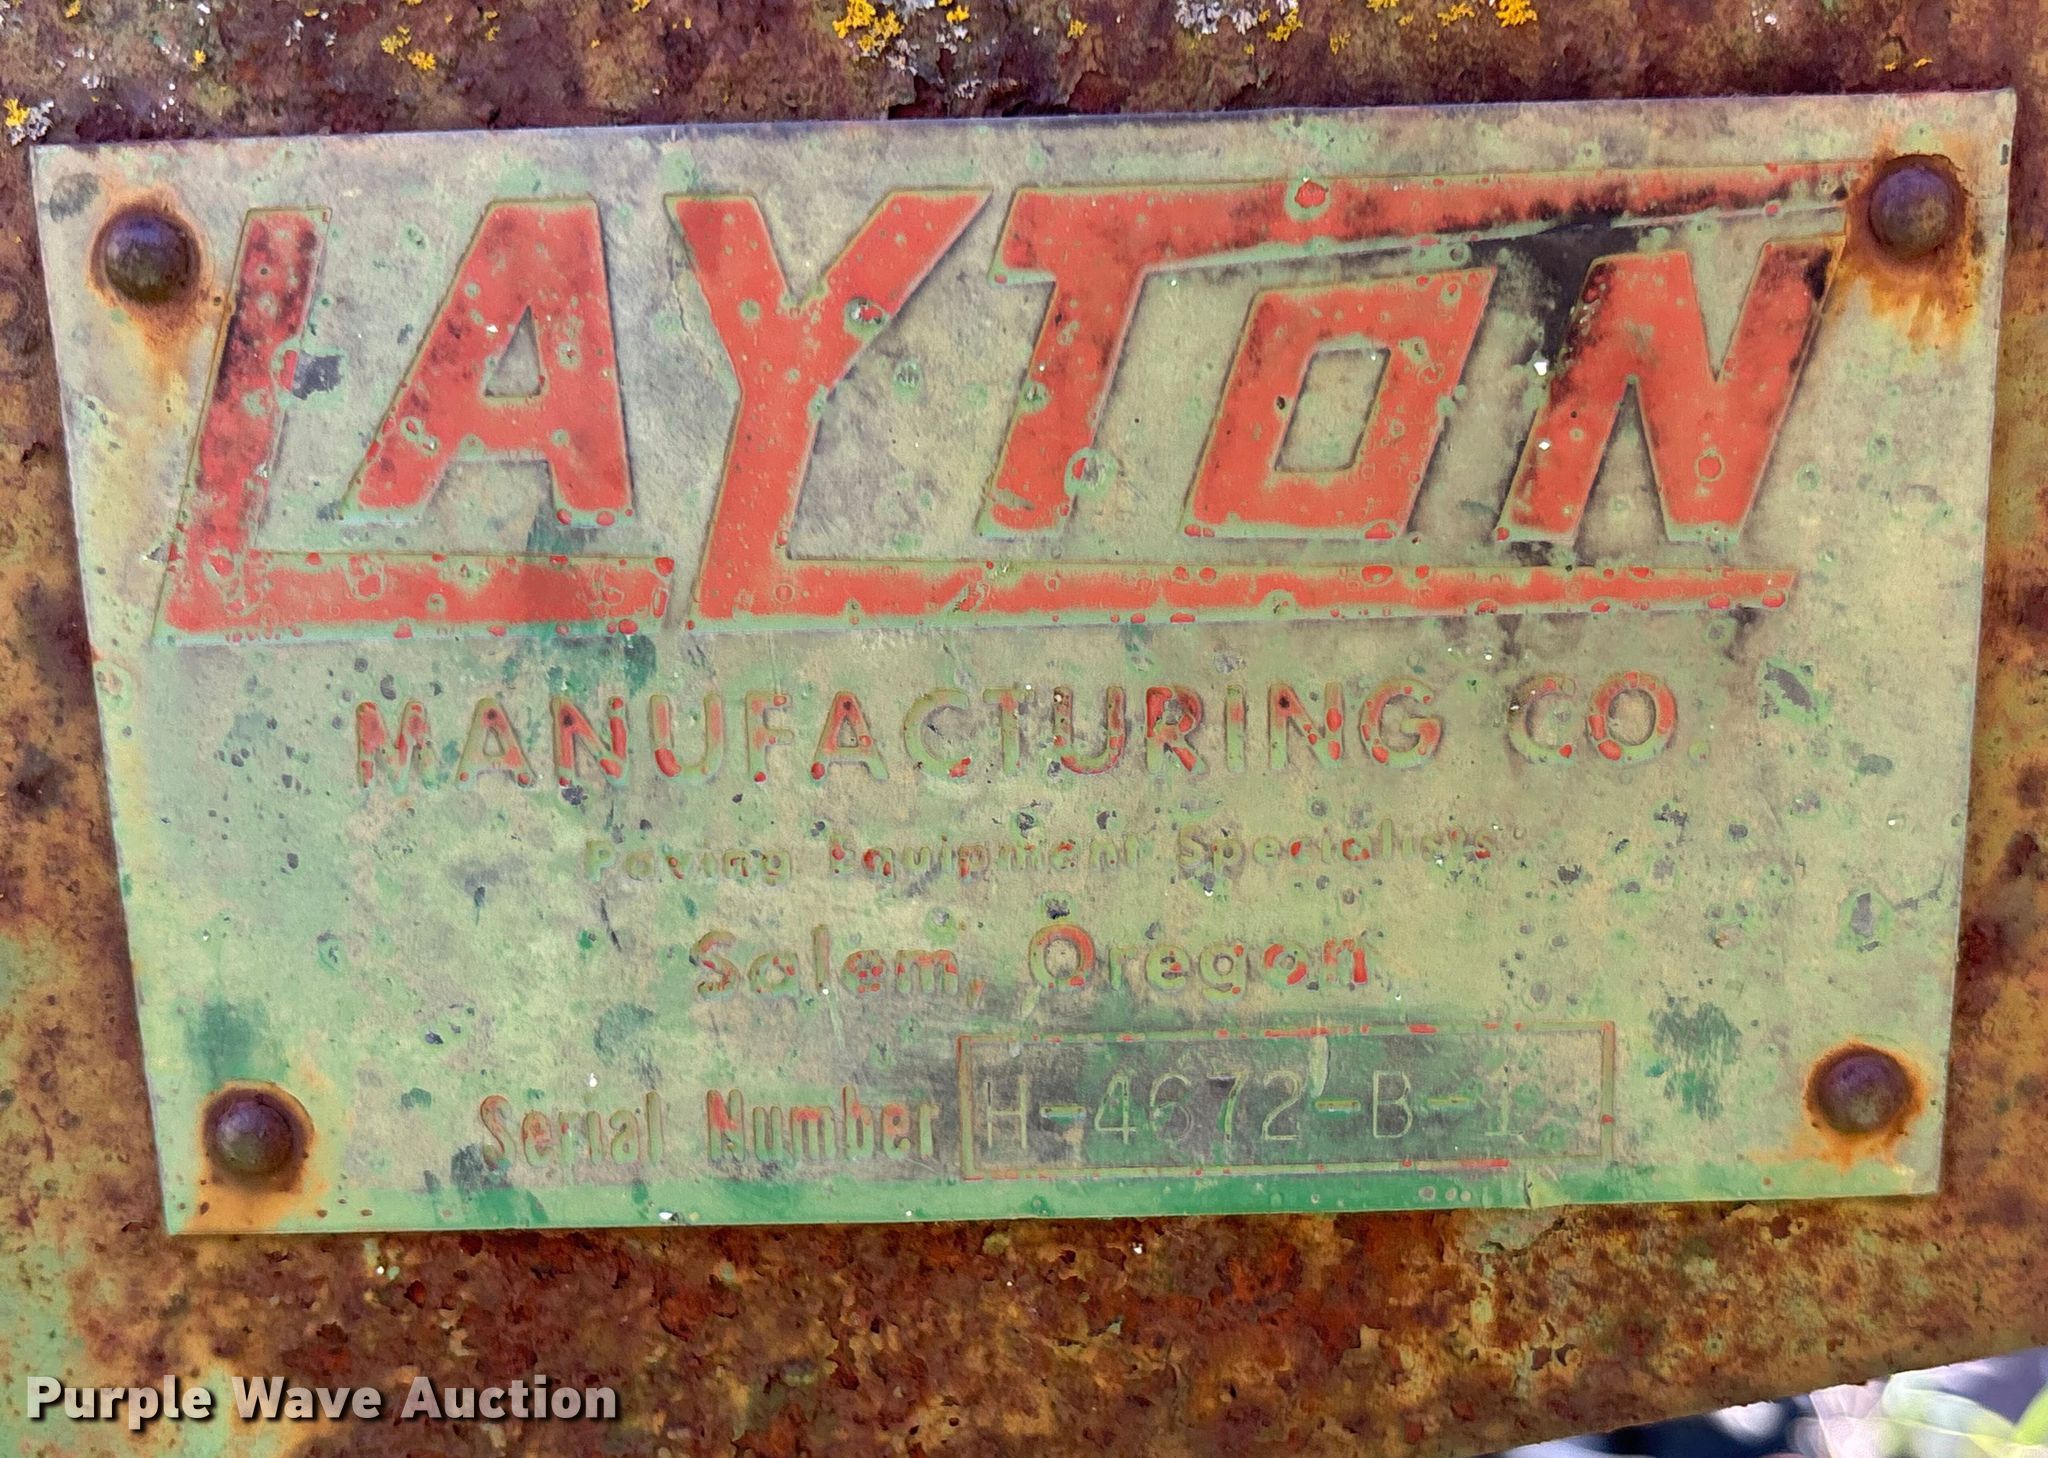 LAYTON
MANUFACTURING CO.
Paving Equipment Specialists
Salem, Oregon
Serial Number H-4672-B-1
Purple Wave Auction